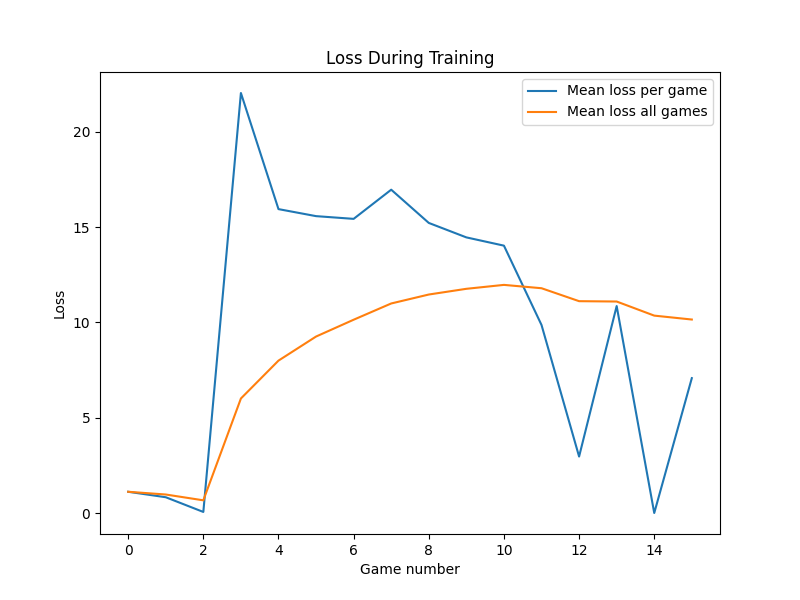 Loss During Training
Mean loss per game
Mean loss all games
20
15
10
5
0
Loss
0 2 4 6 8 10 12 14
Game number